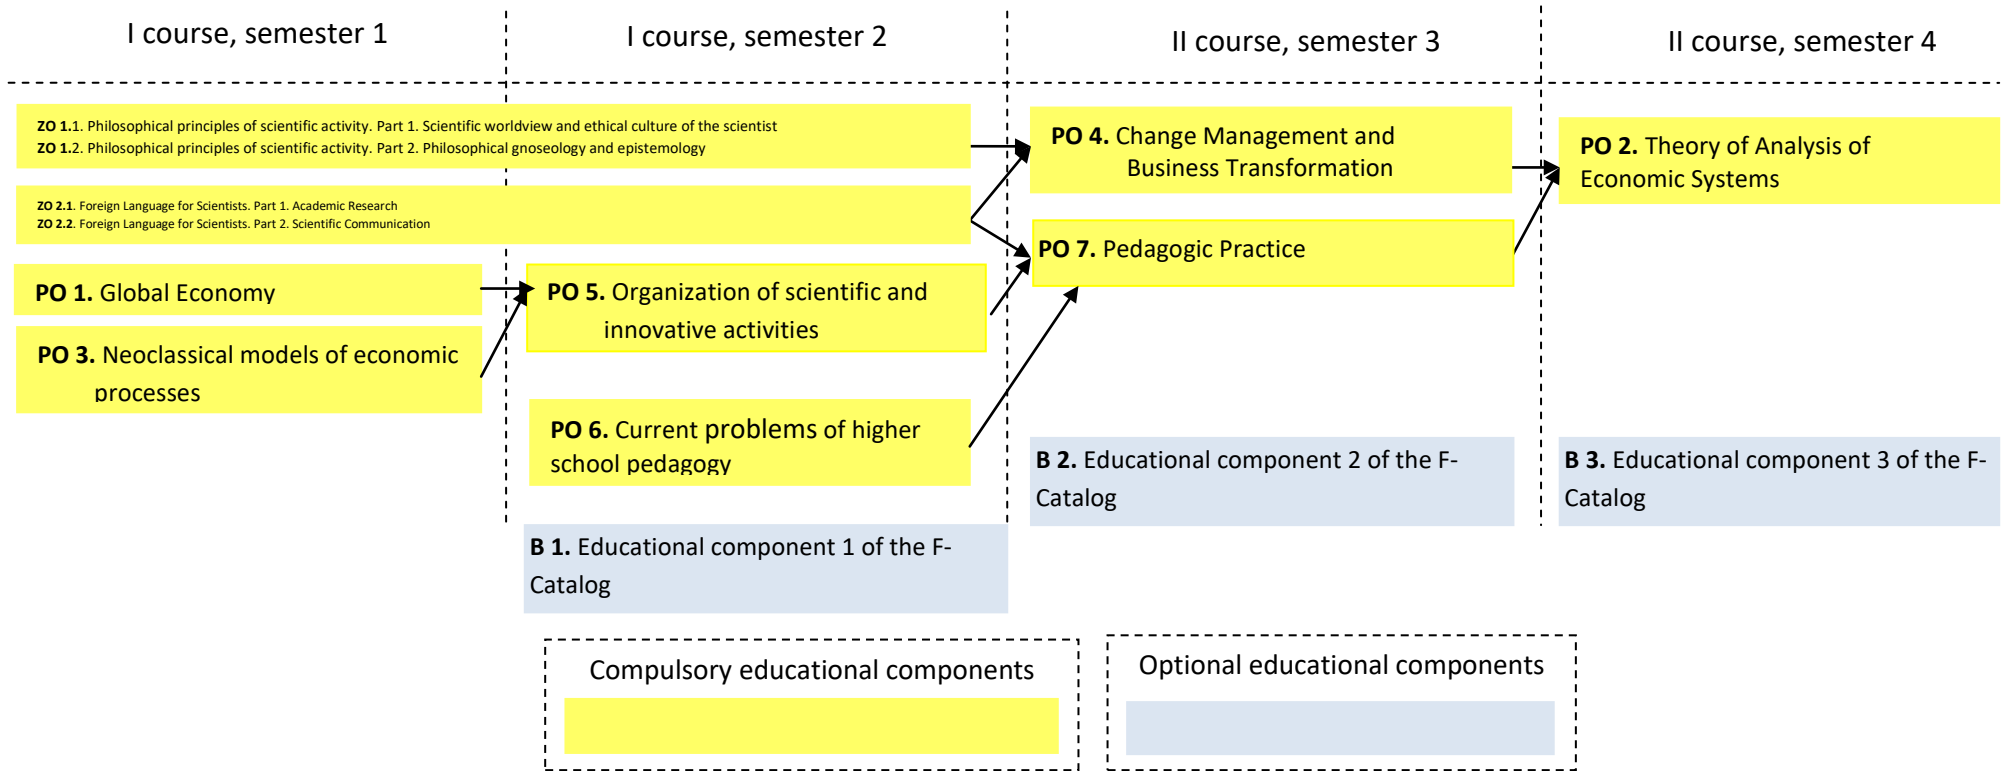 I course, semester 1
I course, semester 2
II course, semester 3
II course, semester 4
ZO 1.1. Philosophical principles of scientific activity. Part 1. Scientific worldview and ethical culture of the scientist
ZO 1.2. Philosophical principles of scientific activity. Part 2. Philosophical gnoseology and epistemology
ZO 2.1. Foreign Language for Scientists. Part 1. Academic Research
ZO 2.2. Foreign Language for Scientists. Part 2. Scientific Communication
PO 1. Global Economy
PO 3. Neoclassical models of economic
processes
PO 5. Organization of scientific and
innovative activities
PO 6. Current problems of higher
school pedagogy
B 1. Educational component 1 of the F-
Catalog
PO 4. Change Management and
Business Transformation
PO 7. Pedagogic Practice
B 2. Educational component 2 of the F-
Catalog
PO 2. Theory of Analysis of
Economic Systems
B 3. Educational component 3 of the F-
Catalog
Compulsory educational components
Optional educational components